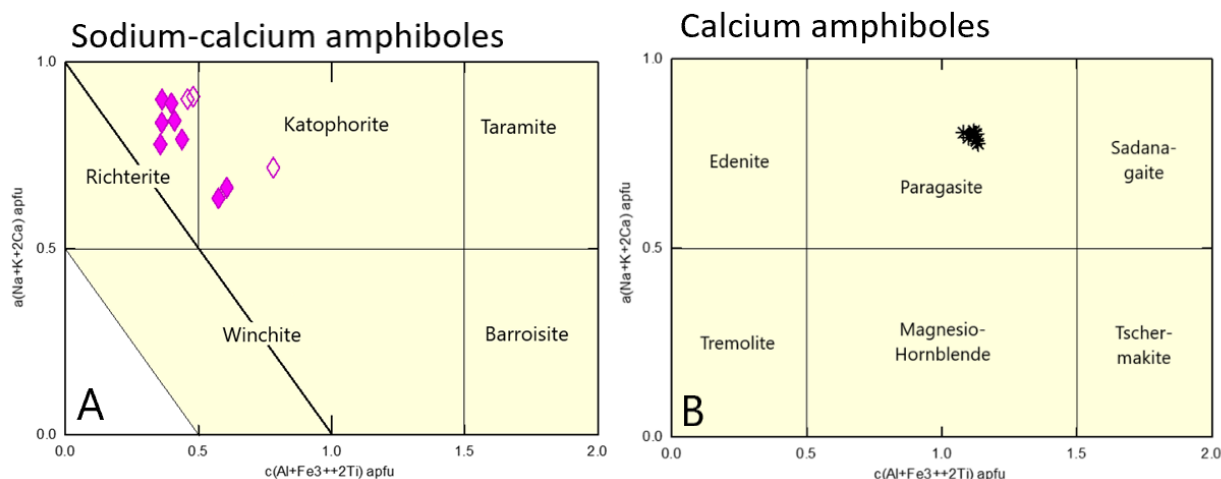 Sodium-calcium amphiboles
1.0
0.5
0.0
a(Na+K+2Ca) apfu
Richterite
Katophorite
Taramite
Winchite
Barroisite
A
0.0
0.5
1.0
1.5
2.0
c(Al+Fe3++2Ti) apfu
Calcium amphiboles
1.0
0.5
0.0
a(Na+K+2Ca) apfu
Edenite
Paragasite
Sadana-
gaite
Tremolite
Magnesio-
Hornblende
Tscher-
makite
B
0.0
0.5
1.0
1.5
2.0
c(Al+Fe3++2Ti) apfu